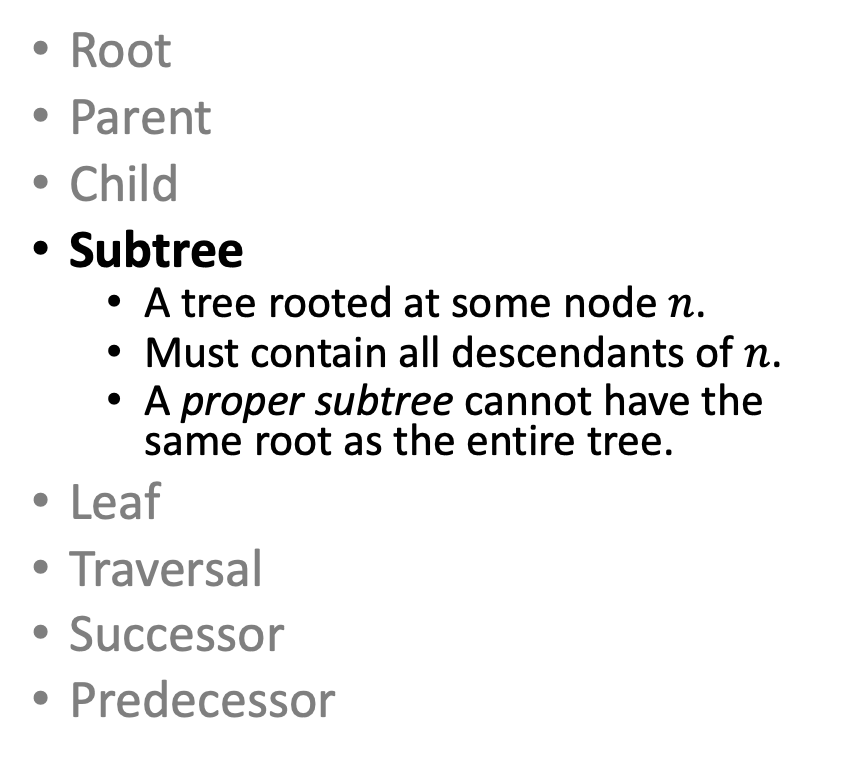 • Root
• Parent
• Child
• Subtree
• A tree rooted at some node n.
• Must contain all descendants of n.
• A proper subtree cannot have the
same root as the entire tree.
• Leaf
• Traversal
• Successor
• Predecessor